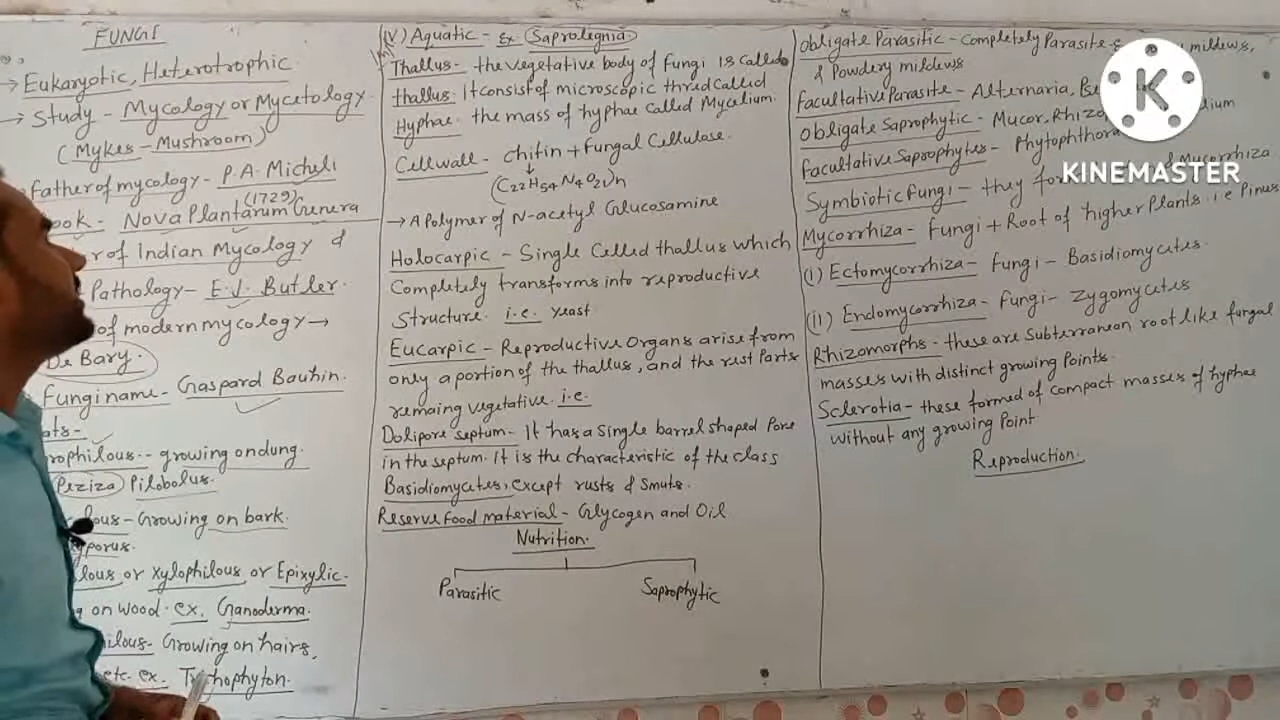 FUNGI
→ Eukaryotic, Heterotrophic
→ Study - Mycology or Mycetology
(Mykes - Mushroom)
Father of mycology - P.A. Micheli
(1729)
Book - Nova Plantarum Genera
of Indian Mycology &
Pathology - E.J. Butler.
of modern mycology →
De Bary.
Fungi name - Gaspard Bauhin.
growing on dung.
Peziza Pilobolus.
Growing on bark.
or Xylophilous or Epixylic -
on wood. ex. Ganoderma.
Growing on hairs,
etc. ex. Trichophyton.
(IV) Aquatic - ex Saprolegnia
Thallus - the vegetative body of fungi is called
thallus. It consist of microscopic thred called
Hyphae. the mass of hyphae called Mycelium.
Cellwall - chitin + Fungal Cellulose.
(C22H54N4O21)n
→ A Polymer of N-acetyl Glucosamine
Holocarpic - Single Celled thallus which
Completely transforms into reproductive
Structure. i.e. yeast
Eucarpic - Reproductive Organs arise from
only a portion of the thallus, and the rest Parts
remaing vegetative. i.e.
Dolipore septum - It has a single barrel shaped Pore
in the septum. It is the characteristic of the class
Basidiomycetes, except rusts & smuts.
Reserve food material - Glycogen and Oil
Nutrition.
Parasitic Saprophytic
Obligate Parasitic - Completely Parasite - mildews,
& Powdery mildews
Facultative Parasite - Alternaria,
Obligate Saprophytic - Mucor,
Facultative Saprophytes - Phytophthora
Symbiotic Fungi - they Mycorrhiza
Mycorrhiza - Fungi + Root of higher Plants. i.e Pinus
(i) Ectomycorrhiza - Fungi - Basidiomycetes.
(ii) Endomycorrhiza - Fungi - Zygomycetes
Rhizomorphs - these are Subterranean root like fungal
masses with distinct growing Points.
Sclerotia - these formed of compact masses of hyphae
without any growing Point
Reproduction.
K
KINEMASTER